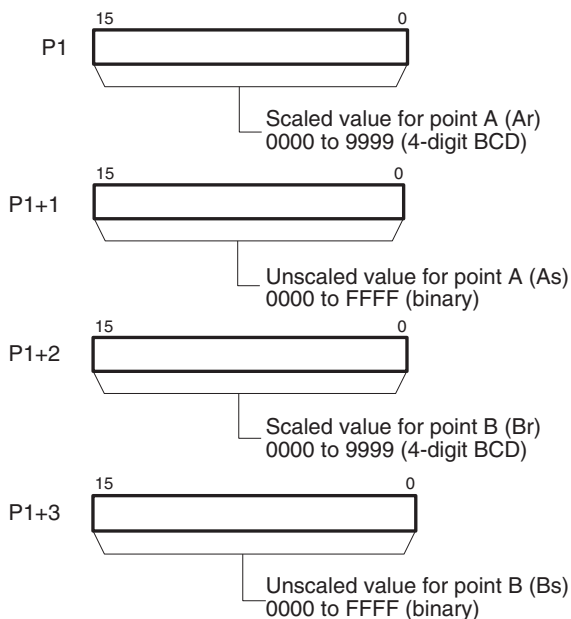 15 0
P1
Scaled value for point A (Ar)
0000 to 9999 (4-digit BCD)
15 0
P1+1
Unscaled value for point A (As)
0000 to FFFF (binary)
15 0
P1+2
Scaled value for point B (Br)
0000 to 9999 (4-digit BCD)
15 0
P1+3
Unscaled value for point B (Bs)
0000 to FFFF (binary)